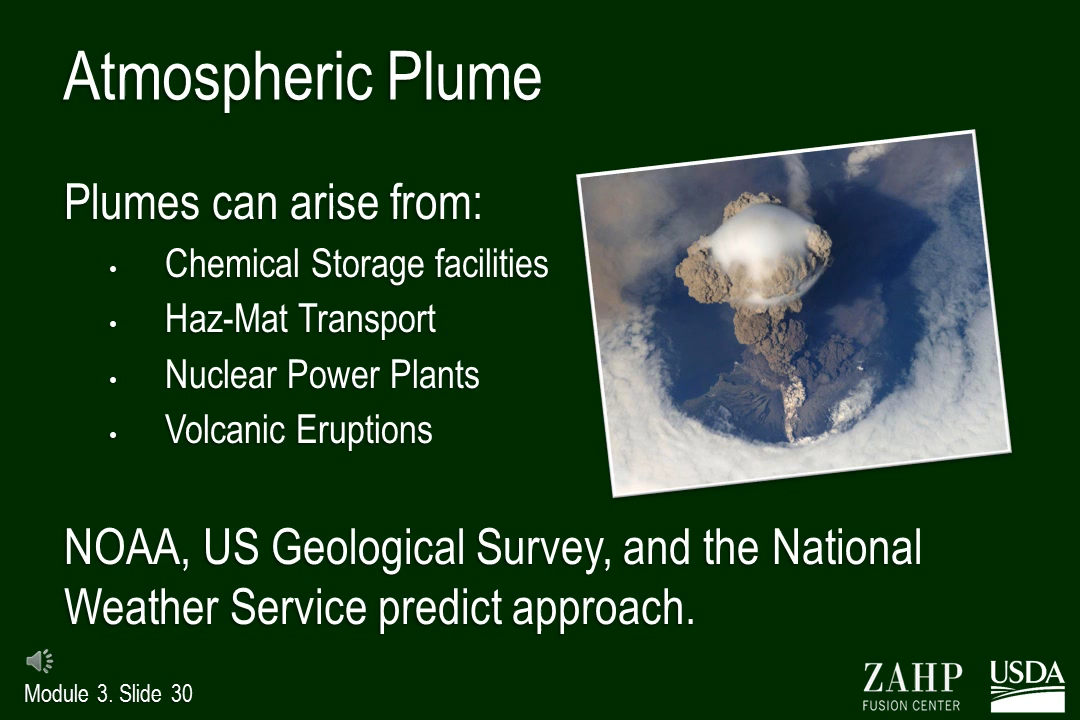 Atmospheric Plume
Plumes can arise from:
• Chemical Storage facilities
• Haz-Mat Transport
• Nuclear Power Plants
• Volcanic Eruptions
NOAA, US Geological Survey, and the National
Weather Service predict approach.
Module 3. Slide 30
ZAHP
FUSION CENTER
USDA